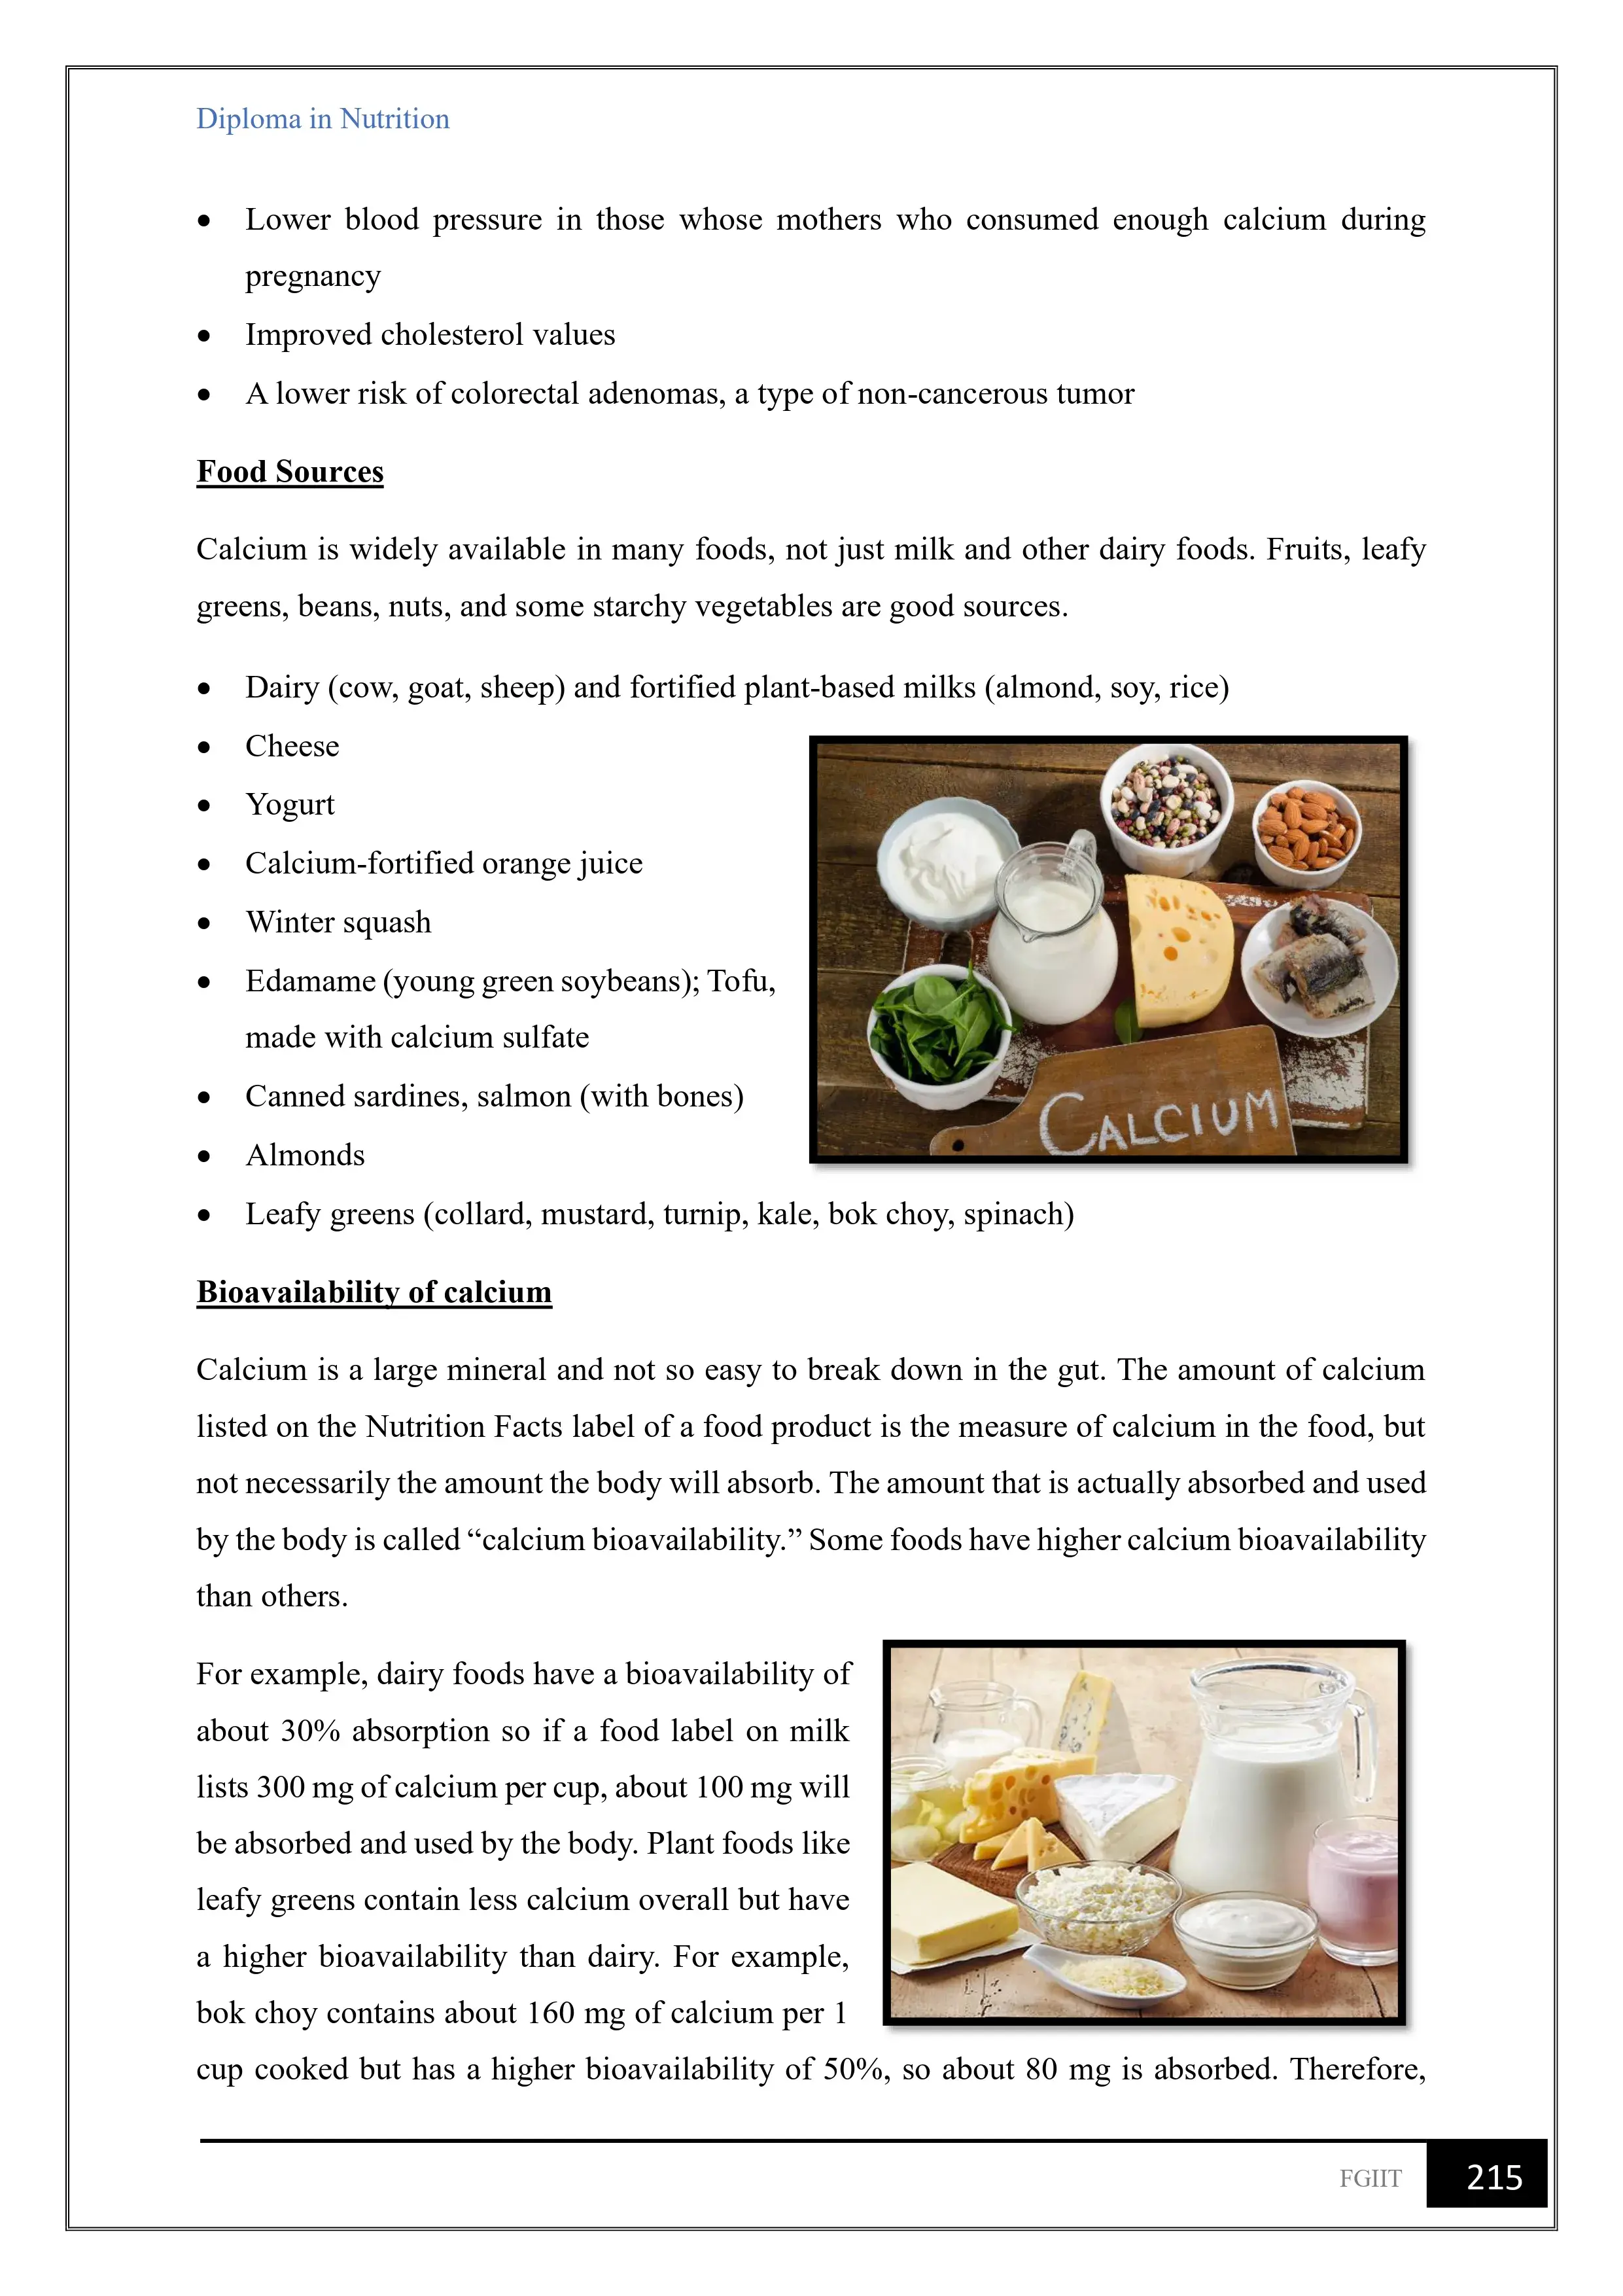 Diploma in Nutrition
• Lower blood pressure in those whose mothers who consumed enough calcium during
pregnancy
• Improved cholesterol values
• A lower risk of colorectal adenomas, a type of non-cancerous tumor
Food Sources
Calcium is widely available in many foods, not just milk and other dairy foods. Fruits, leafy
greens, beans, nuts, and some starchy vegetables are good sources.
• Dairy (cow, goat, sheep) and fortified plant-based milks (almond, soy, rice)
• Cheese
• Yogurt
• Calcium-fortified orange juice
• Winter squash
• Edamame (young green soybeans); Tofu,
made with calcium sulfate
• Canned sardines, salmon (with bones)
• Almonds
• Leafy greens (collard, mustard, turnip, kale, bok choy, spinach)
CALCIUM
Bioavailability of calcium
Calcium is a large mineral and not so easy to break down in the gut. The amount of calcium
listed on the Nutrition Facts label of a food product is the measure of calcium in the food, but
not necessarily the amount the body will absorb. The amount that is actually absorbed and used
by the body is called “calcium bioavailability.” Some foods have higher calcium bioavailability
than others.
For example, dairy foods have a bioavailability of
about 30% absorption so if a food label on milk
lists 300 mg of calcium per cup, about 100 mg will
be absorbed and used by the body. Plant foods like
leafy greens contain less calcium overall but have
a higher bioavailability than dairy. For example,
bok choy contains about 160 mg of calcium per 1
cup cooked but has a higher bioavailability of 50%, so about 80 mg is absorbed. Therefore,
FGIIT 215